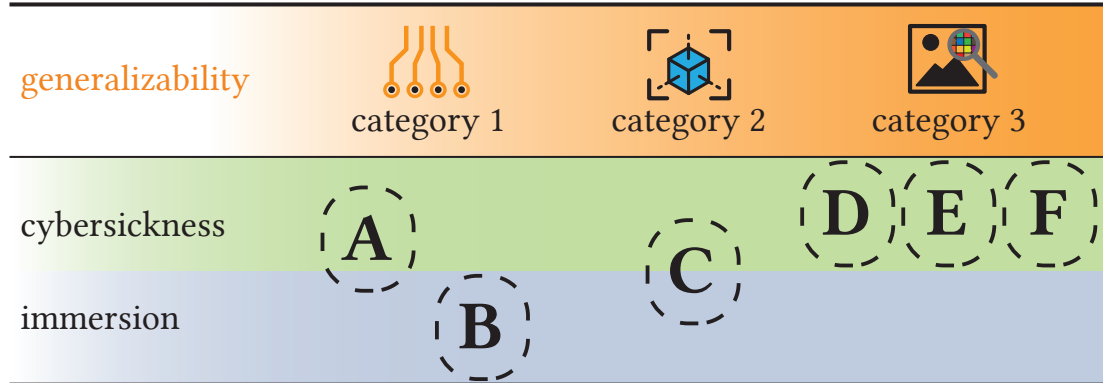 generalizability
category 1 category 2 category 3
cybersickness A C D E F
immersion B